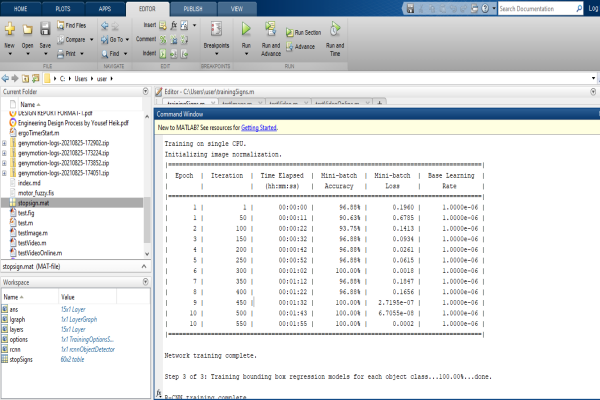 HOME PLOTS APPS EDITOR PUBLISH VIEW Search Documentation Log
New Open Save Find Files Compare Print Go To Find Insert Comment Indent Breakpoints Run Run and Advance Run Section Advance Run and Time
FILE NAVIGATE EDIT BREAKPOINTS RUN
C: Users user
Current Folder
Name
DESIGN REPORT FORMAT-1.pdf
Engineering Design by Yousef Heik.pdf
ergoTimerStart.m
genymotion-logs-20210825-172902.zip
genymotion-logs-20210825-173224.zip
genymotion-logs-20210825-173852.zip
genymotion-logs-20210825-174051.zip
index.md
motor_fuzzy.fis
stopsign.mat
test.fig
test.m
testImage.m
testVideo.m
testVideoOnline.m
stopsign.mat (MAT-file)
Workspace
Name Value
ans 15x1 Layer
lgraph 1x1 LayerGraph
layers 15x1 Layer
options 1x1 TrainingOptionsS...
rcnn 1x1 rcnnObjectDetector
stopSigns 60x2 table
Editor - C:\Users\user\trainingSigns.m
trainingSigns.m testImage.m testVideo.m testVideoOnline.m
Command Window
New to MATLAB? See resources for Getting Started.
Training on single CPU.
Initializing image normalization.
| Epoch | Iteration | Time Elapsed | Mini-batch | Mini-batch | Base Learning |
| | | (hh:mm:ss) | Accuracy | Loss | Rate |
| 1 | 1 | 00:00:00 | 96.88% | 0.1960 | 1.0000e-06 |
| 1 | 50 | 00:00:11 | 90.63% | 0.6785 | 1.0000e-06 |
| 2 | 100 | 00:00:22 | 93.75% | 0.1413 | 1.0000e-06 |
| 3 | 150 | 00:00:32 | 96.88% | 0.0934 | 1.0000e-06 |
| 4 | 200 | 00:00:42 | 96.88% | 0.0261 | 1.0000e-06 |
| 5 | 250 | 00:00:52 | 96.88% | 0.0615 | 1.0000e-06 |
| 6 | 300 | 00:01:02 | 100.00% | 0.0018 | 1.0000e-06 |
| 7 | 350 | 00:01:12 | 96.88% | 0.1847 | 1.0000e-06 |
| 8 | 400 | 00:01:22 | 96.88% | 0.1656 | 1.0000e-06 |
| 9 | 450 | 00:01:32 | 100.00% | 2.7195e-07 | 1.0000e-06 |
| 10 | 500 | 00:01:43 | 100.00% | 6.7055e-08 | 1.0000e-06 |
| 10 | 550 | 00:01:55 | 100.00% | 0.0002 | 1.0000e-06 |
Network training complete.
Step 3 of 3: Training bounding box regression models for each object class...100.00%...done.
R-CNN training complete